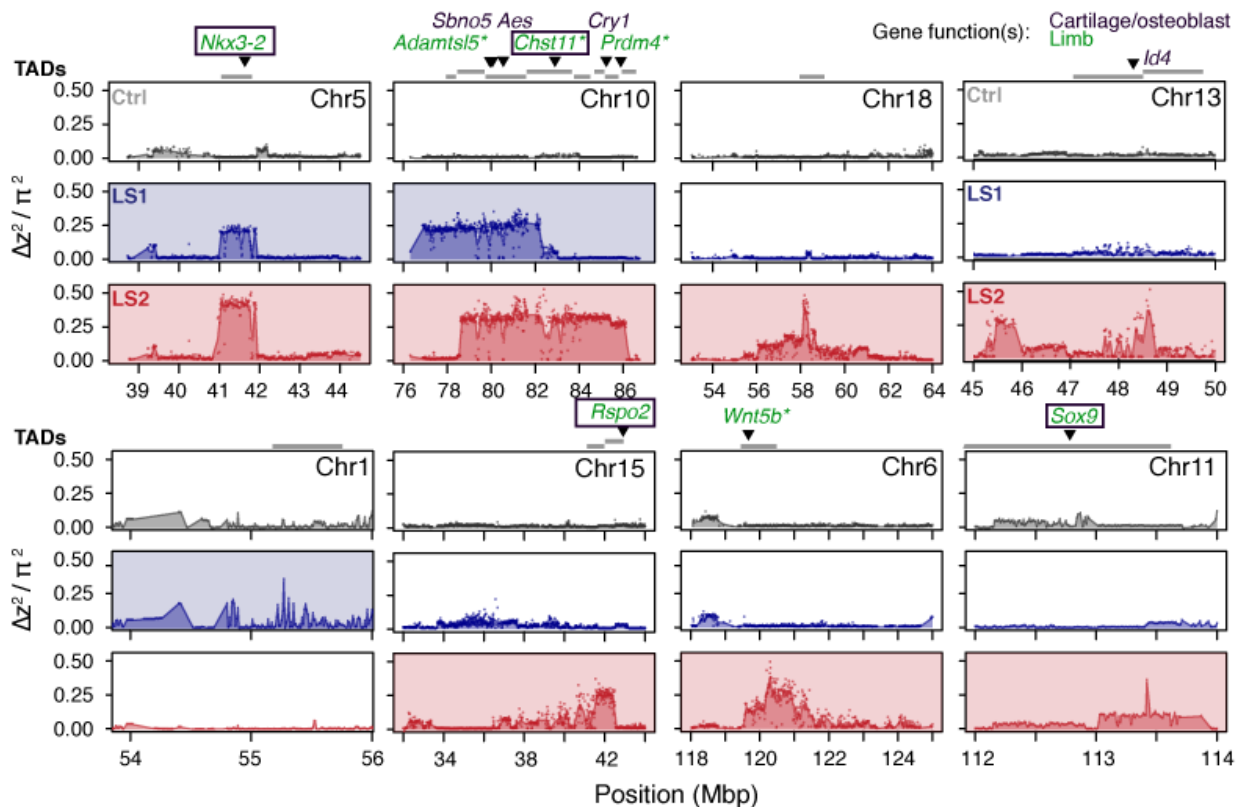 Sbno5 Aes Cry1 Gene function(s): Cartilage/osteoblast
Nkx3-2 Adamtsl5* Chst11* Prdm4* Limb
TADs Id4
0.50 Ctrl Chr5 Chr10 Chr18 Ctrl Chr13
0.25
0.00
0.50 LS1 LS1
0.25
0.00
Δz² / π²
0.50 LS2 LS2
0.25
0.00
39 40 41 42 43 44 76 78 80 82 84 86 54 56 58 60 62 64 45 46 47 48 49 50
Rspo2 Wnt5b* Sox9
TADs
0.50 Chr1 Chr15 Chr6 Chr11
0.25
0.00
0.50
0.25
0.00
Δz² / π²
0.50
0.25
0.00
54 55 56 34 36 38 40 42 118 120 122 124 112 113 114
Position (Mbp)